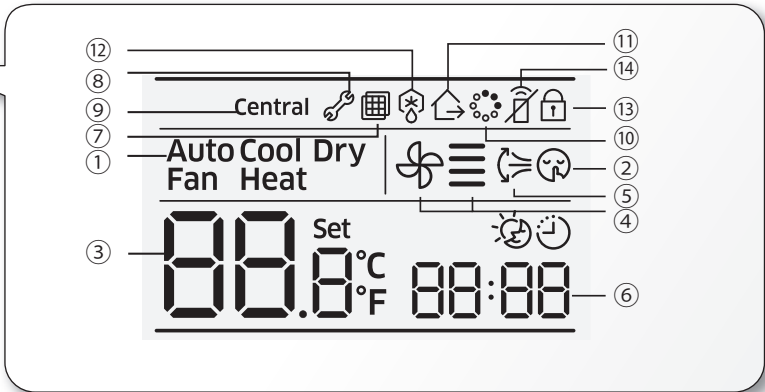 ⑫ ⑪
⑧ ⑭
⑨ Central ⑬
⑦ ⑩
① Auto Cool Dry ②
Fan Heat ⑤
④
③ 88.8 Set °C
°F 88:88 ⑥